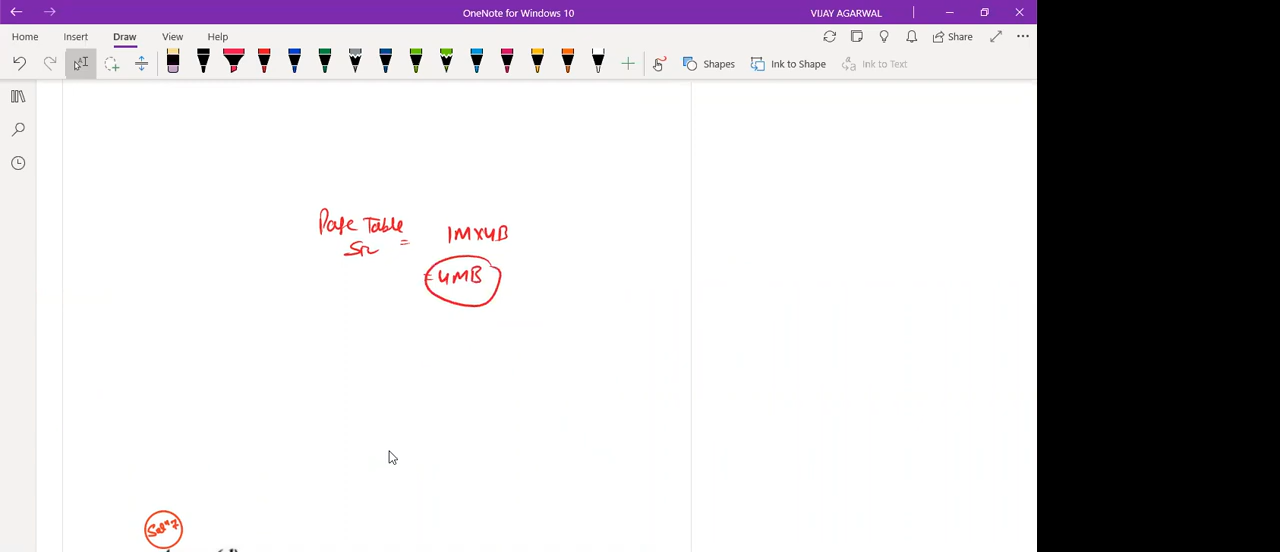 OneNote for Windows 10
VIJAY AGARWAL
Home Insert Draw View Help
Share
Shapes Ink to Shape Ink to Text
Page Table
Size = 1M×4B
= 4MB